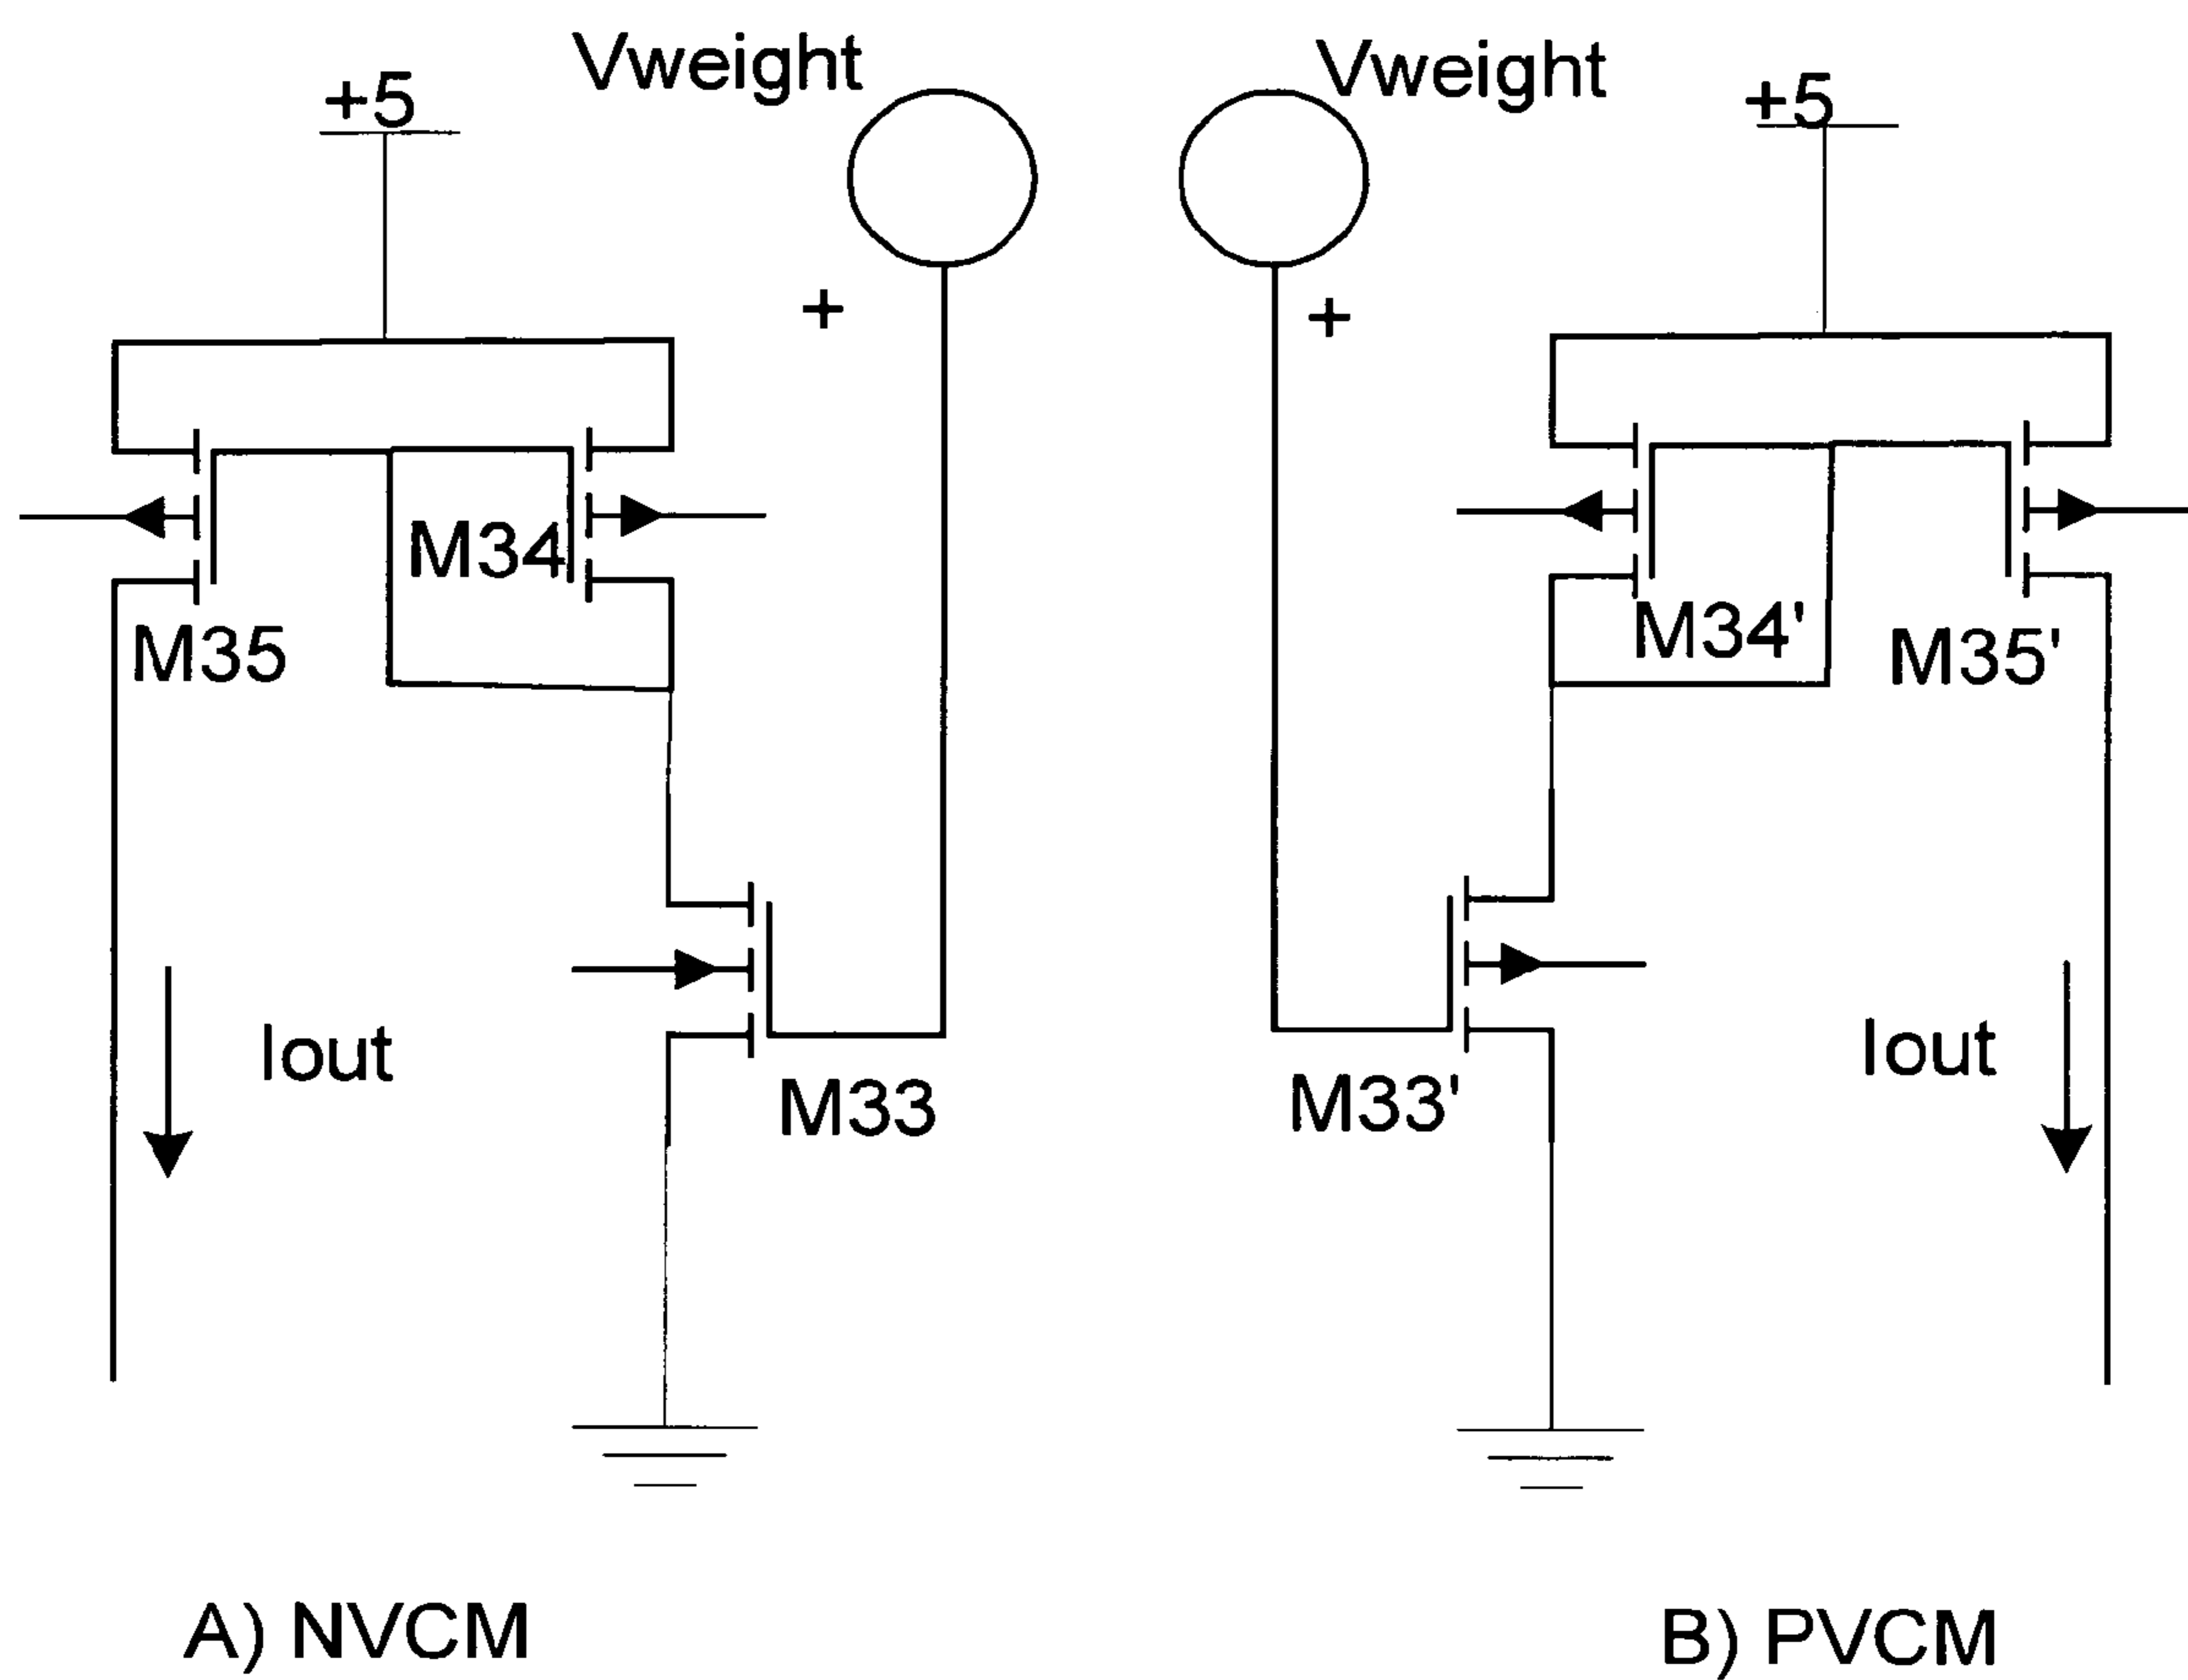 Vweight
Vweight
+5
+5
+
+
M34
M34'
M35
M35'
Iout
Iout
M33
M33'
A) NVCM
B) PVCM